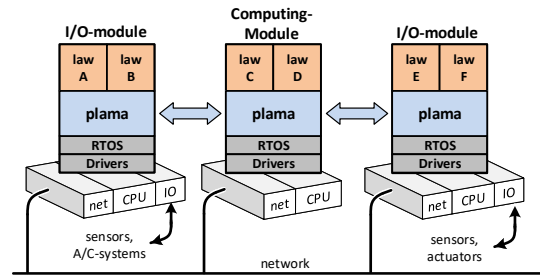 I/O-module
law A
law B
plama
RTOS
Drivers
net
CPU
IO
sensors,
A/C-systems
Computing-
Module
law C
law D
plama
RTOS
Drivers
net
CPU
I/O-module
law E
law F
plama
RTOS
Drivers
net
CPU
IO
sensors,
actuators
network